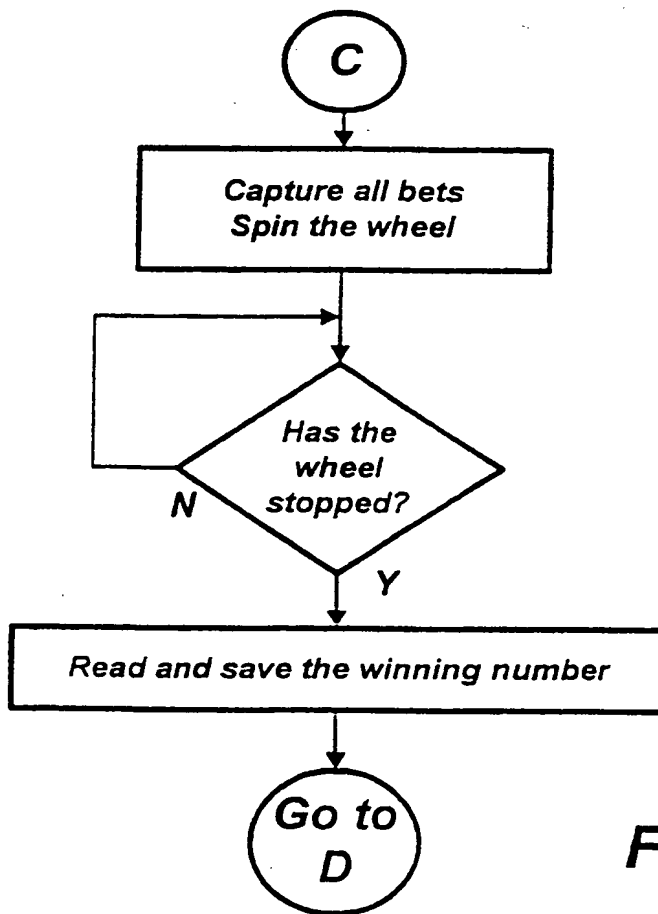 C
Capture all bets
Spin the wheel
Has the
wheel
stopped?
N
Y
Read and save the winning number
Go to
D
F